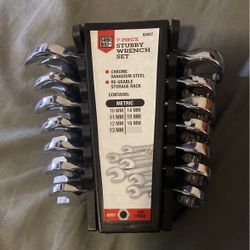 7 PIECE
STUBBY
WRENCH
SET
• CHROME
VANADIUM STEEL
• RE-USABLE
STORAGE RACK
CONTAINS:
METRIC
10 MM 14 MM
11 MM 15 MM
12 MM 18 MM
13 MM